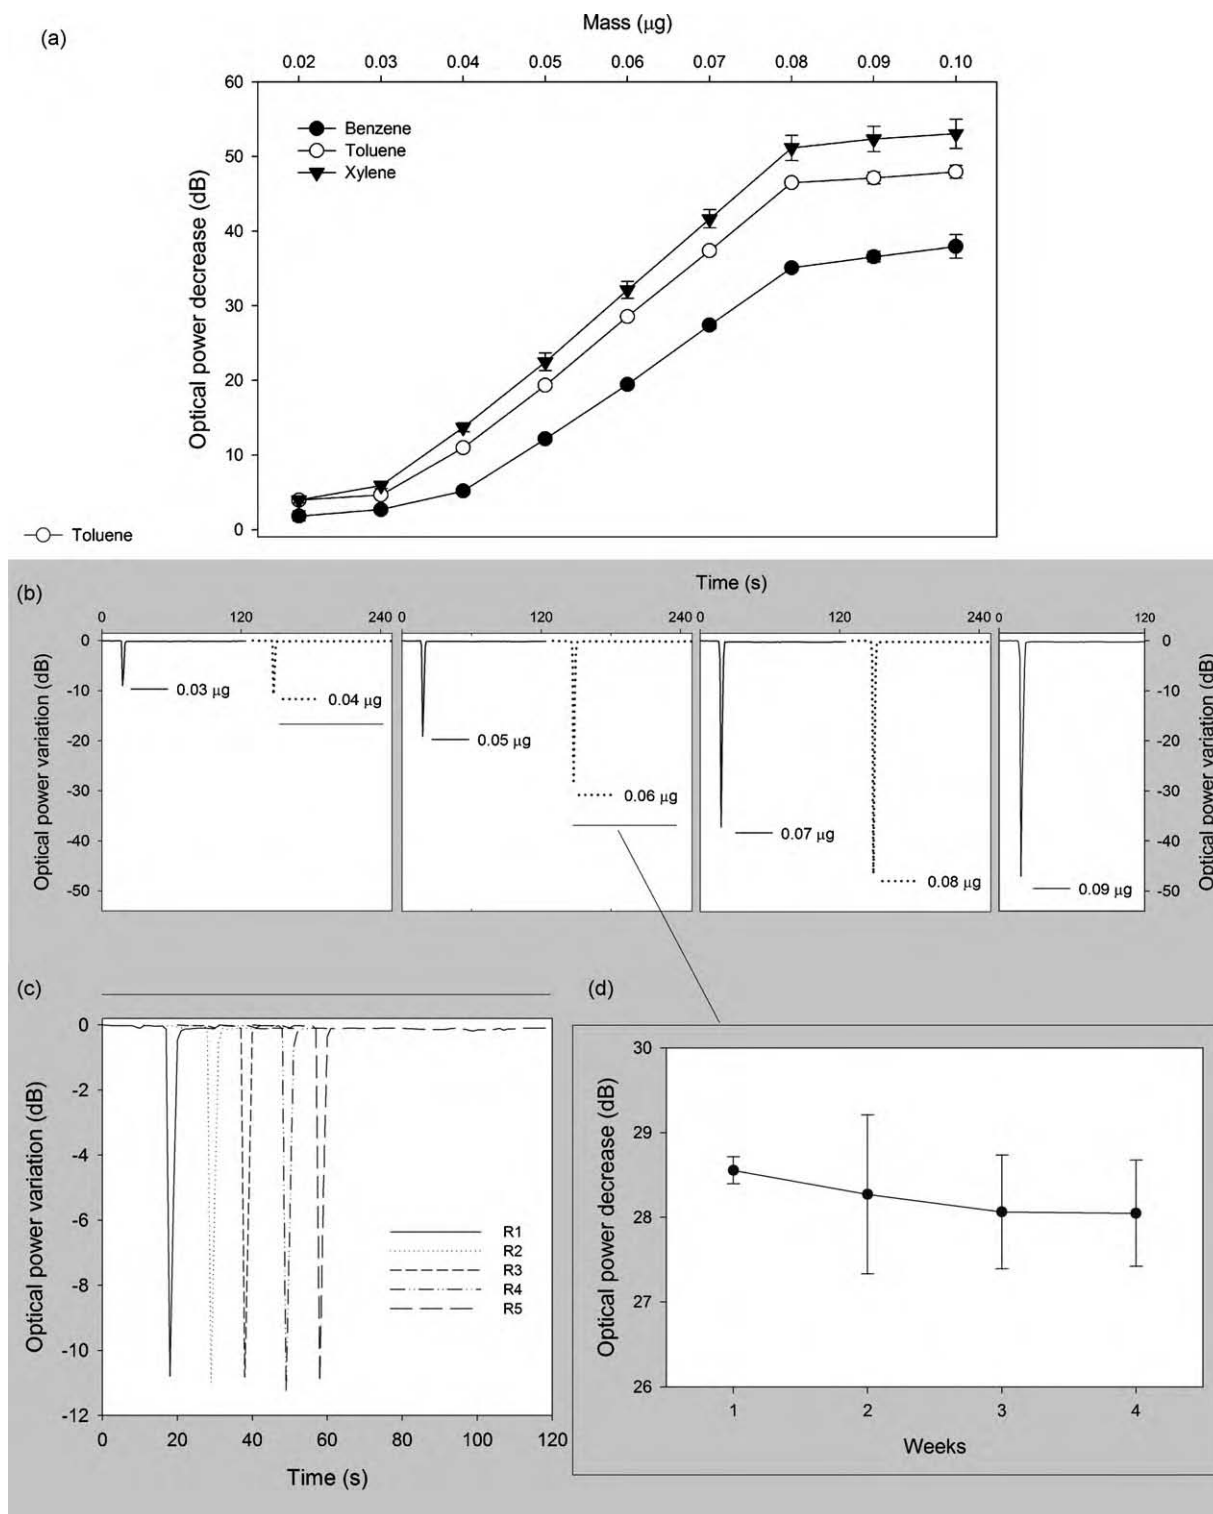 (a)
Mass (μg)
0.02 0.03 0.04 0.05 0.06 0.07 0.08 0.09 0.10
60
50
40
30
20
10
0
Optical power decrease (dB)
Benzene
Toluene
Xylene
Toluene
(b)
Time (s)
0 120 240 0 120 240 0 120 240 0 120
0
-10
-20
-30
-40
-50
Optical power variation (dB)
0.03 μg
0.04 μg
0.05 μg
0.06 μg
0.07 μg
0.08 μg
0.09 μg
0
-10
-20
-30
-40
-50
Optical power variation (dB)
(c)
0
-2
-4
-6
-8
-10
-12
Optical power variation (dB)
R1
R2
R3
R4
R5
0 20 40 60 80 100 120
Time (s)
(d)
30
29
28
27
26
Optical power decrease (dB)
1 2 3 4
Weeks